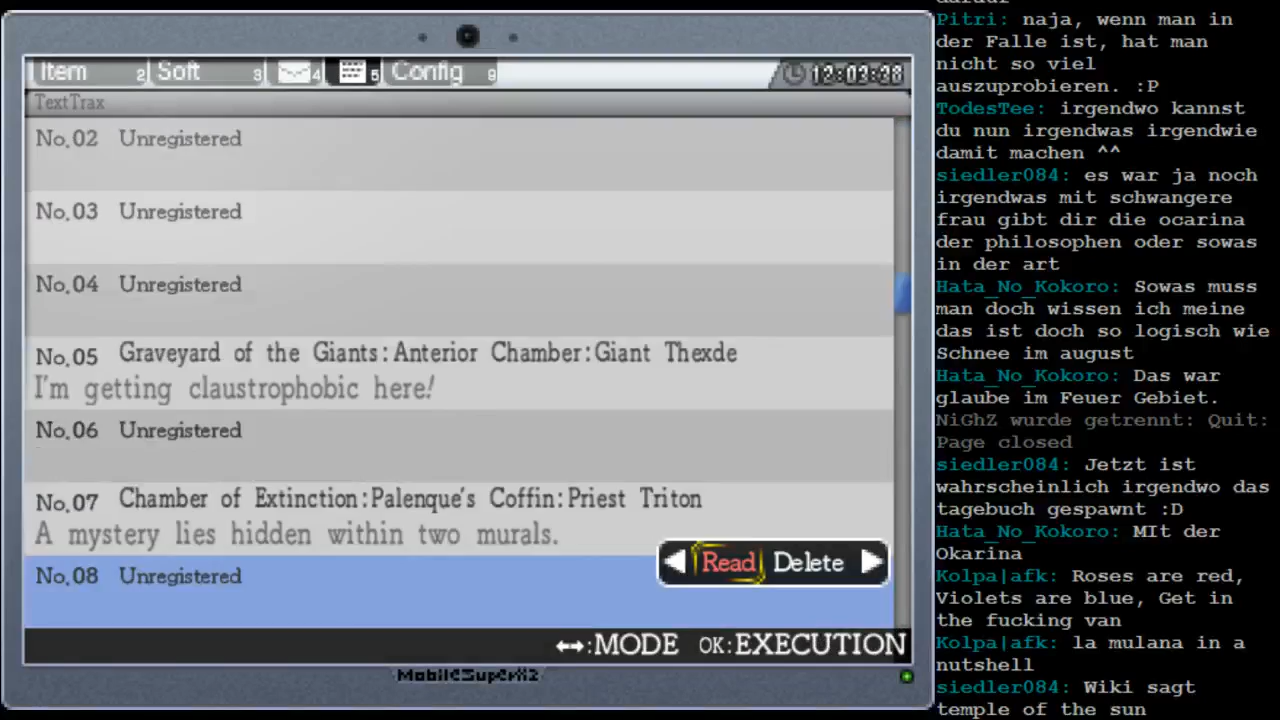 Item 2 Soft 3 4 5 Config 9
TextTrax
No.02 Unregistered
No.03 Unregistered
No.04 Unregistered
No.05 Graveyard of the Giants:Anterior Chamber:Giant Thexde
I'm getting claustrophobic here!
No.06 Unregistered
No.07 Chamber of Extinction:Palenque's Coffin:Priest Triton
A mystery lies hidden within two murals.
No.08 Unregistered
Read Delete
↔:MODE OK:EXECUTION
Pitri: naja, wenn man in
der Falle ist, hat man
nicht so viel
auszuprobieren. :P
TodesTee: irgendwo kannst
du nun irgendwas irgendwie
damit machen ^^
siedler084: es war ja noch
irgendwas mit schwangere
frau gibt dir die ocarina
der philosophen oder sowas
in der art
Hata_No_Kokoro: Sowas muss
man doch wissen ich meine
das ist doch so logisch wie
Schnee im august
Hata_No_Kokoro: Das war
glaube im Feuer Gebiet.
NiGhZ wurde getrennt: Quit:
Page closed
siedler084: Jetzt ist
wahrscheinlich irgendwo das
tagebuch gespawnt :D
Hata_No_Kokoro: MIt der
Okarina
Kolpa|afk: Roses are red,
Violets are blue, Get in
the fucking van
Kolpa|afk: la mulana in a
nutshell
siedler084: Wiki sagt
temple of the sun